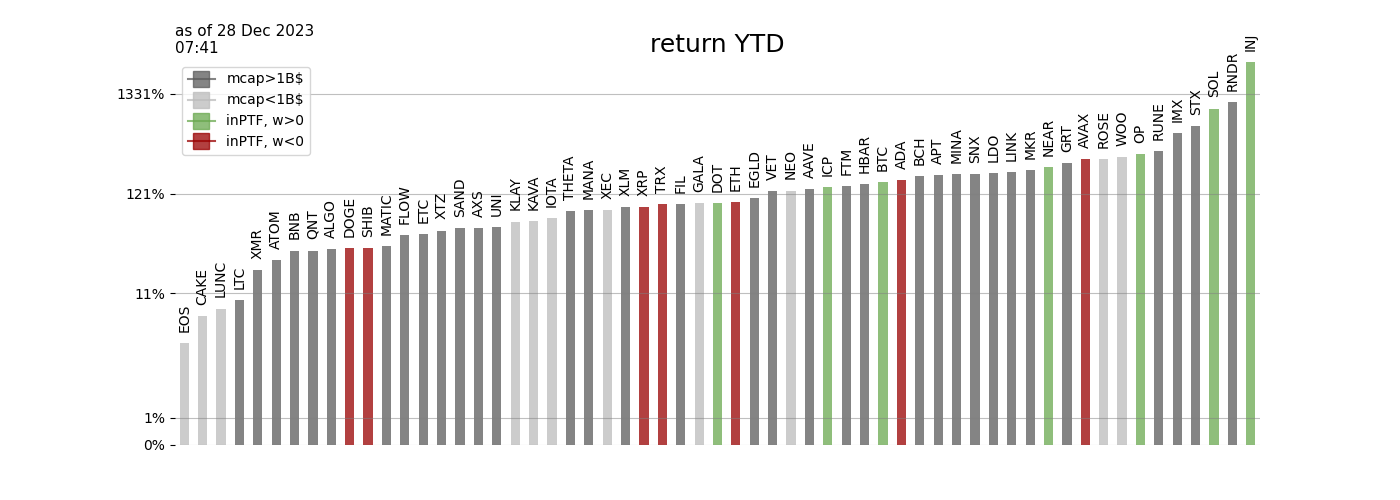 as of 28 Dec 2023
07:41
return YTD
mcap>1B$
mcap<1B$
inPTF, w>0
inPTF, w<0
1331%
121%
11%
1%
0%
EOS
CAKE
LUNC
LTC
XMR
ATOM
BNB
QNT
ALGO
DOGE
SHIB
MATIC
FLOW
ETC
XTZ
SAND
AXS
UNI
KLAY
KAVA
IOTA
THETA
MANA
XEC
XLM
XRP
TRX
FIL
GALA
DOT
ETH
EGLD
VET
NEO
AAVE
ICP
FTM
HBAR
BTC
ADA
BCH
APT
MINA
SNX
LDO
LINK
MKR
NEAR
GRT
AVAX
ROSE
WOO
OP
RUNE
IMX
STX
SOL
RNDR
INJ